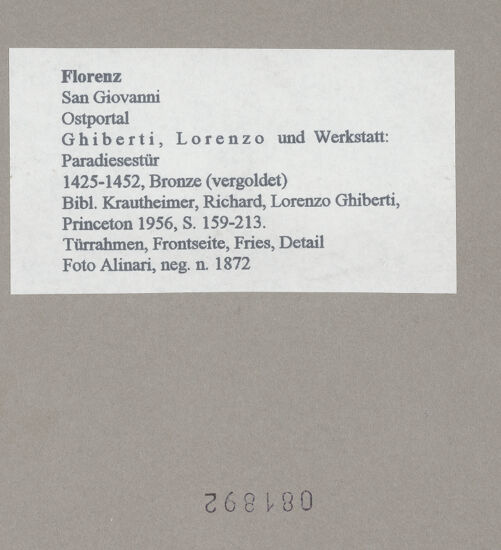 Florenz
San Giovanni
Ostportal
Ghiberti, Lorenzo und Werkstatt:
Paradiesestür
1425-1452, Bronze (vergoldet)
Bibl. Krautheimer, Richard, Lorenzo Ghiberti,
Princeton 1956, S. 159-213.
Türrahmen, Frontseite, Fries, Detail
Foto Alinari, neg. n. 1872
081892